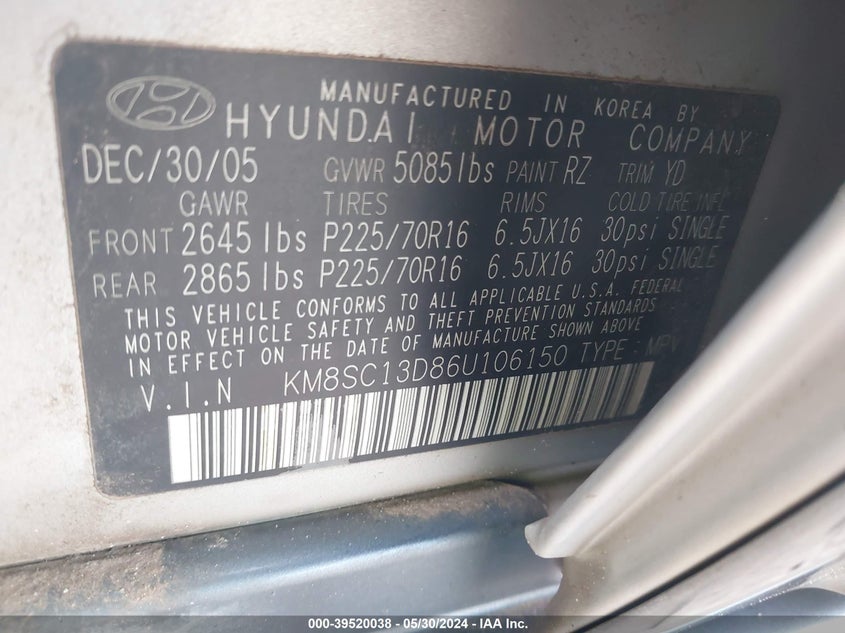 MANUFACTURED IN KOREA BY
HYUNDAI MOTOR COMPANY
DEC/30/05 GVWR 5085lbs PAINT RZ TRIM YD
GAWR TIRES RIMS COLD TIRE INFL
FRONT 2645 lbs P225/70R16 6.5JX16 30psi SINGLE
REAR 2865 lbs P225/70R16 6.5JX16 30psi SINGLE
THIS VEHICLE CONFORMS TO ALL APPLICABLE U.S.A. FEDERAL
MOTOR VEHICLE SAFETY AND THEFT PREVENTION STANDARDS
IN EFFECT ON THE DATE OF MANUFACTURE SHOWN ABOVE
V.I.N KM8SC13D86U106150 TYPE : MPV
000-39520038 - 05/30/2024 - IAAI.com